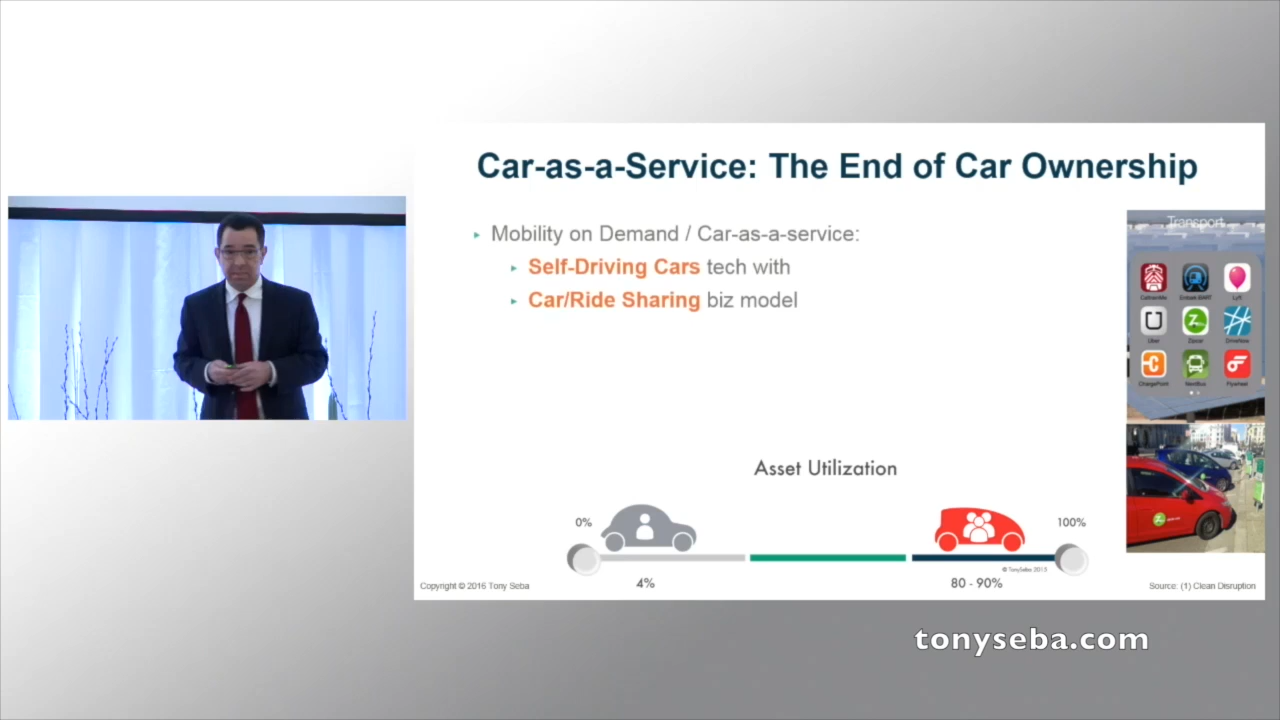 Car-as-a-Service: The End of Car Ownership
Mobility on Demand / Car-as-a-service:
Self-Driving Cars tech with
Car/Ride Sharing biz model
Transport
Lyft
Uber
Zipcar
DriveNow
ChargePoint
NextBus
Flywheel
Asset Utilization
0%
100%
© TonySeba 2015
4%
80 - 90%
Copyright © 2016 Tony Seba
Source: (1) Clean Disruption
tonyseba.com